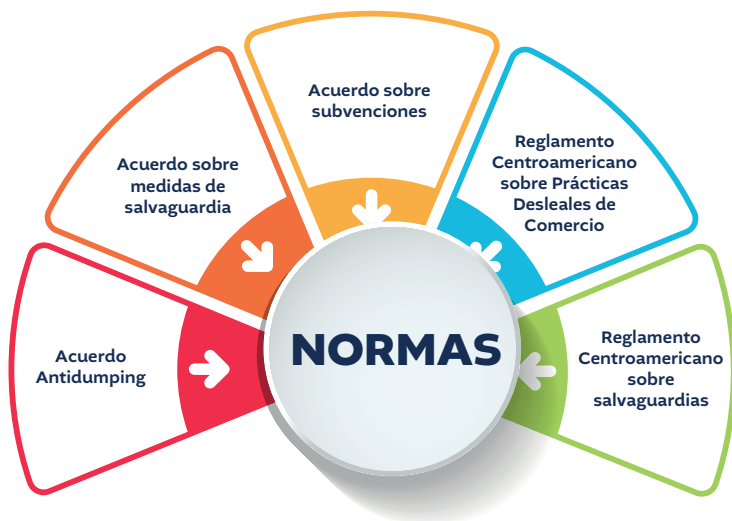 Acuerdo
Antidumping
Acuerdo sobre
medidas de
salvaguardia
Acuerdo sobre
subvenciones
Reglamento
Centroamericano
sobre Prácticas
Desleales de
Comercio
Reglamento
Centroamericano
sobre
salvaguardias
NORMAS